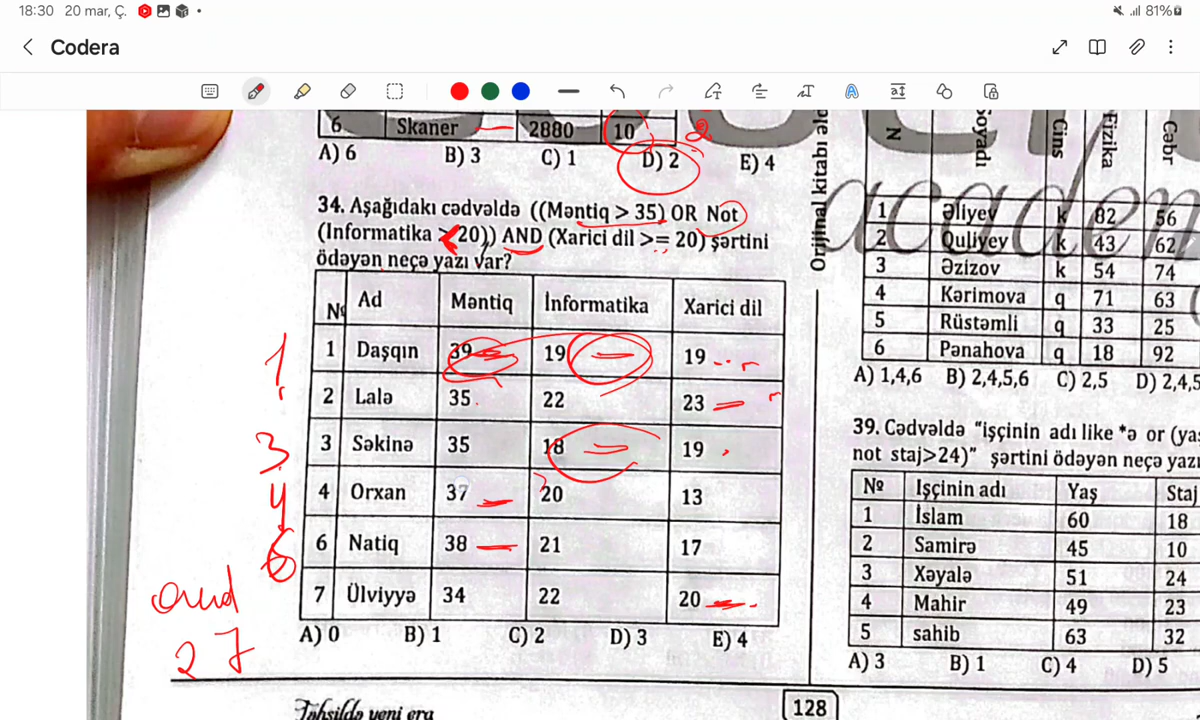 18:30 20 mar, Ç. 81%
Codera
6 Skaner 2880 10
A) 6 B) 3 C) 1 D) 2 E) 4
34. Aşağıdakı cədvəldə ((Məntiq > 35) OR Not
(Informatika < 20)) AND (Xarici dil >= 20) şərtini
ödəyən neçə yazı var?
№ Ad Məntiq İnformatika Xarici dil
1 Daşqın 39 19 19
2 Lalə 35 22 23
3 Səkinə 35 18 19
4 Orxan 37 20 13
6 Natiq 38 21 17
7 Ülviyyə 34 22 20
A) 0 B) 1 C) 2 D) 3 E) 4
1
3
4
6
and
2 7
Təhsildə yeni era
128
Orijinal kitabı əld
academ
N Soyadı Cins Fizika Cəbr
1 Əliyev k 82 56
2 Quliyev k 43 62
3 Əzizov k 54 74
4 Kərimova q 71 63
5 Rüstəmli q 33 25
6 Pənahova q 18 92
A) 1,4,6 B) 2,4,5,6 C) 2,5 D) 2,4,5
39. Cədvəldə "işçinin adı like *ə or (yaş
not staj>24)" şərtini ödəyən neçə yazı
№ Işçinin adı Yaş Staj
1 İslam 60 18
2 Samirə 45 10
3 Xəyalə 51 24
4 Mahir 49 23
5 sahib 63 32
A) 3 B) 1 C) 4 D) 5